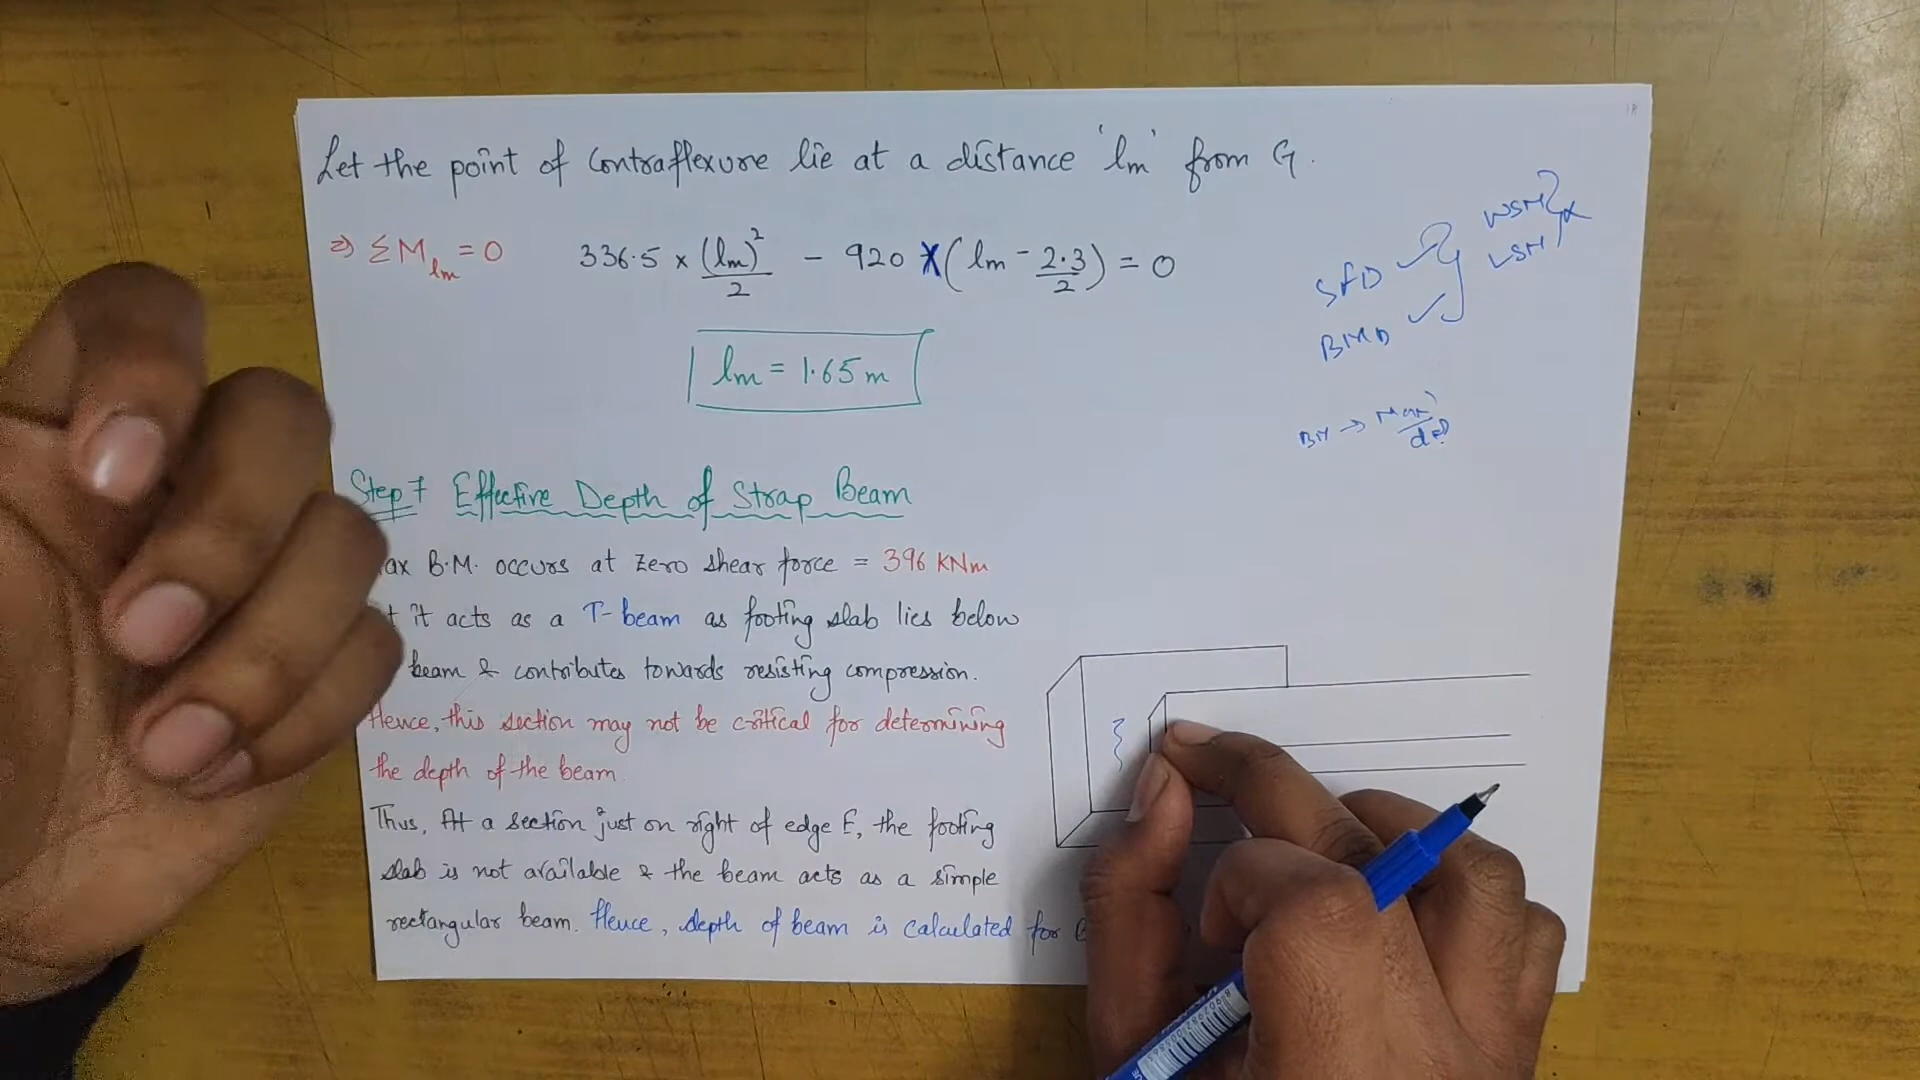 Let the point of Contraflexure lie at a distance 'lm' from G.
⇒ ΣM_lm = 0   336.5 × (lm)²/2 - 920 × (lm - 2.3/2) = 0
lm = 1.65 m
SFD
BMD
WSM
LSM
BM →
Step 7 Effective Depth of Strap Beam
ax B.M. occurs at zero shear force = 396 KNm
it acts as a T-beam as footing slab lies below
beam & contributes towards resisting compression.
Hence, this section may not be critical for determining
the depth of the beam
Thus, At a section just on right of edge E, the footing
slab is not available & the beam acts as a simple
rectangular beam. Hence, depth of beam is calculated for